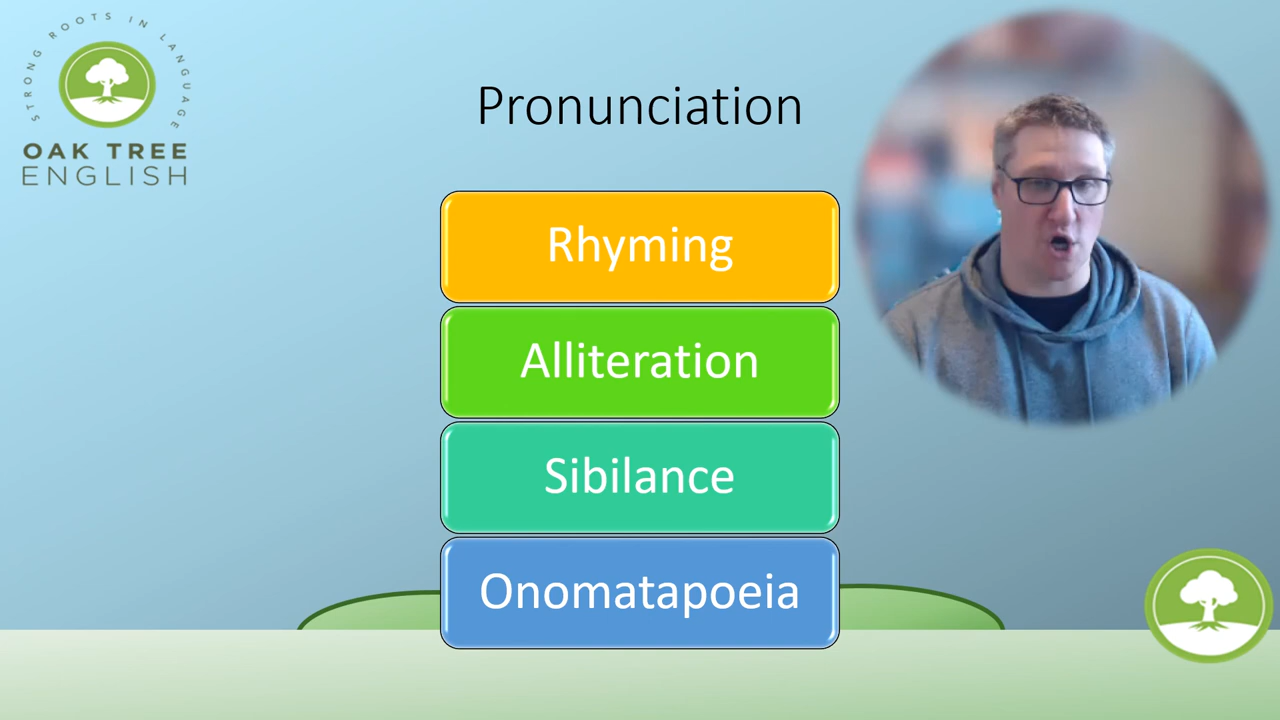 STRONG ROOTS IN LANGUAGE
OAK TREE
ENGLISH
Pronunciation
Rhyming
Alliteration
Sibilance
Onomatapoeia